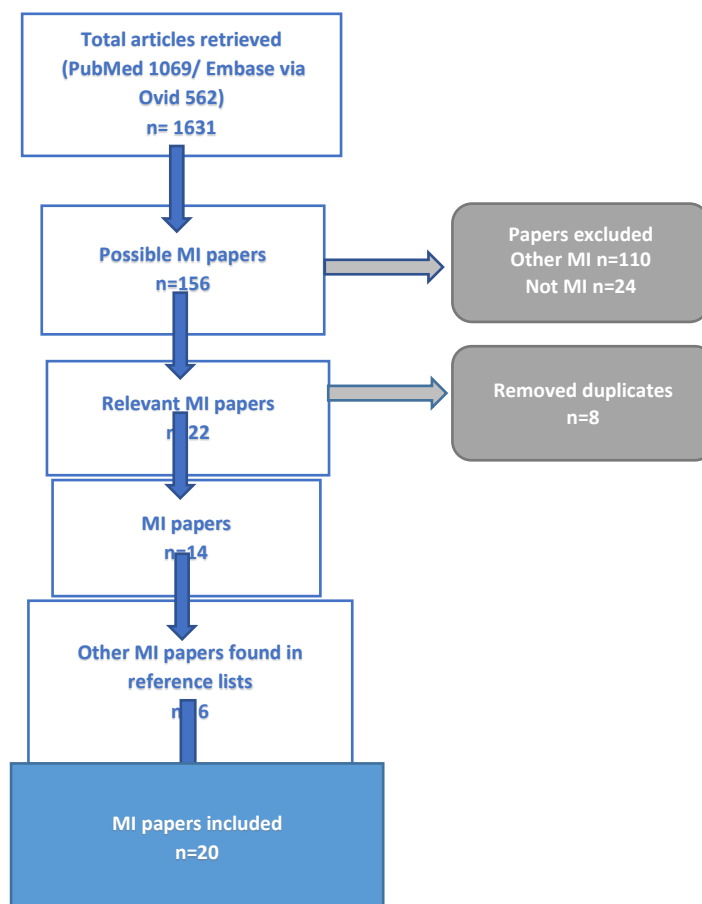 Total articles retrieved
(PubMed 1069/ Embase via
Ovid 562)
n= 1631
Possible MI papers
n=156
Papers excluded
Other MI n=110
Not MI n=24
Relevant MI papers
n=22
Removed duplicates
n=8
MI papers
n=14
Other MI papers found in
reference lists
n=6
MI papers included
n=20